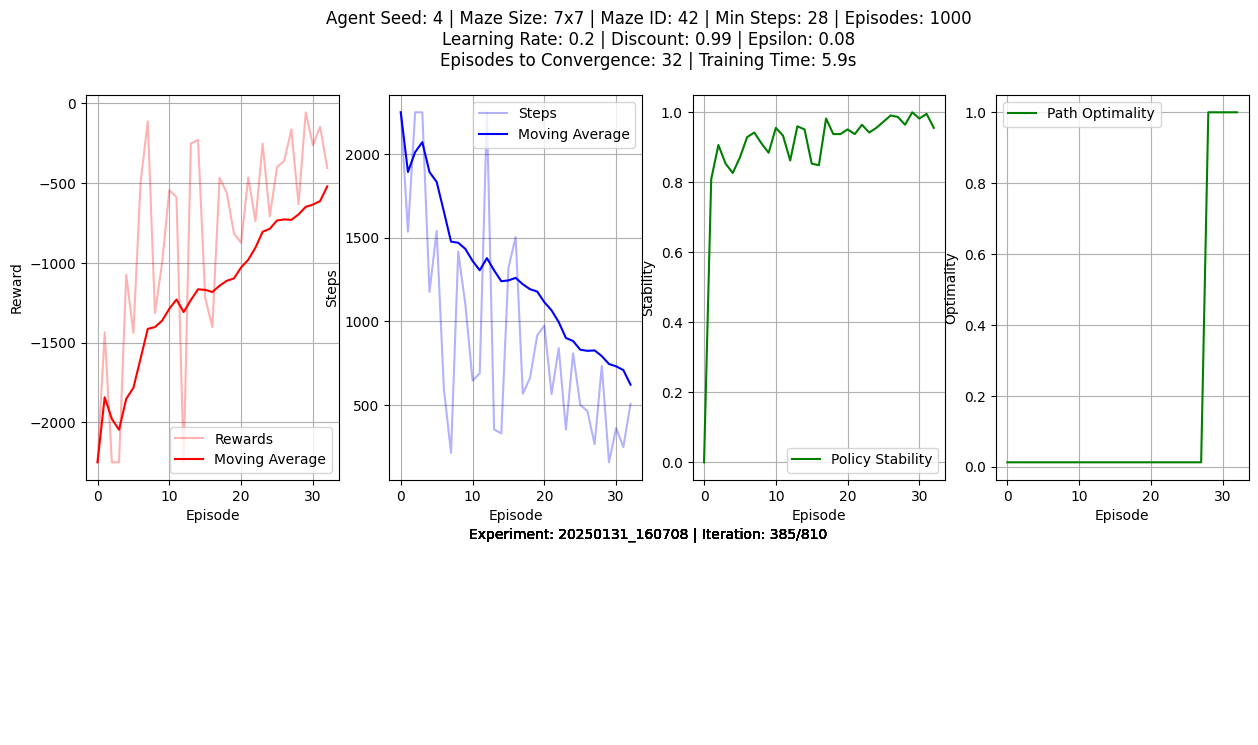 Agent Seed: 4 | Maze Size: 7x7 | Maze ID: 42 | Min Steps: 28 | Episodes: 1000
Learning Rate: 0.2 | Discount: 0.99 | Epsilon: 0.08
Episodes to Convergence: 32 | Training Time: 5.9s
Reward
0
−500
−1000
−1500
−2000
Rewards
Moving Average
0
10
20
30
Episode
Steps
2000
1500
1000
500
Steps
Moving Average
0
10
20
30
Episode
Stability
1.0
0.8
0.6
0.4
0.2
0.0
Policy Stability
0
10
20
30
Episode
Optimality
1.0
0.8
0.6
0.4
0.2
0.0
Path Optimality
0
10
20
30
Episode
Experiment: 20250131_160708 | Iteration: 385/810